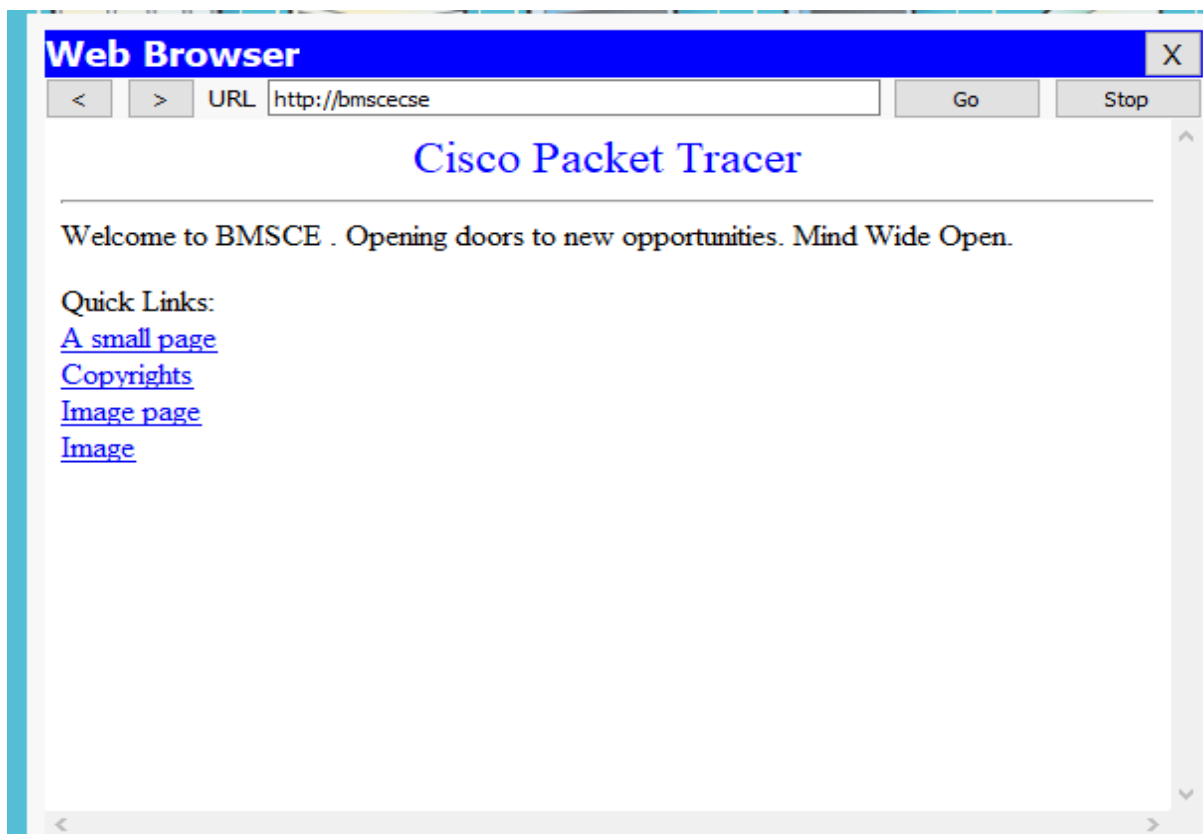 Web Browser X
< > URL http://bmscecse Go Stop
Cisco Packet Tracer
Welcome to BMSCE . Opening doors to new opportunities. Mind Wide Open.
Quick Links:
A small page
Copyrights
Image page
Image